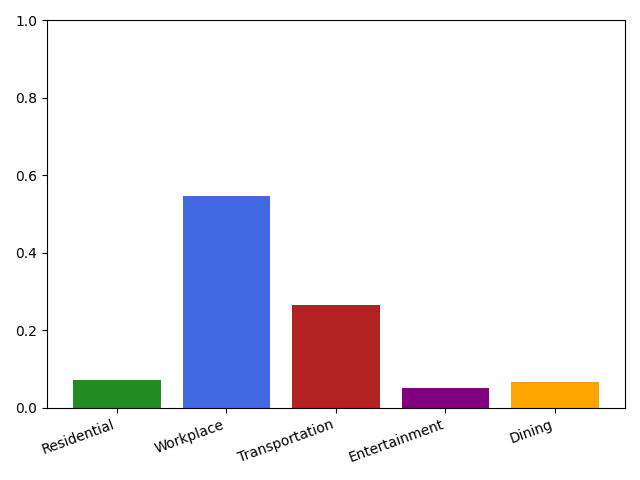 1.0
0.8
0.6
0.4
0.2
0.0
Residential
Workplace
Transportation
Entertainment
Dining